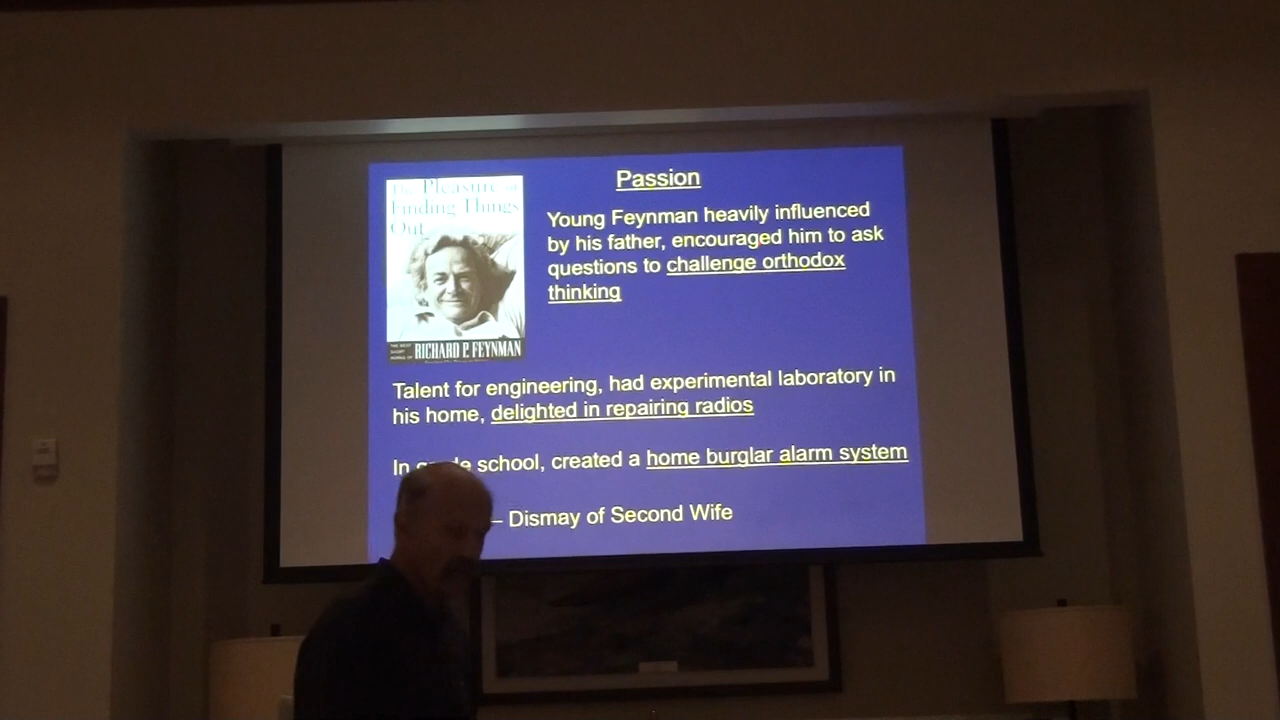 Passion
The Pleasure of
Finding Things
Out
RICHARD P. FEYNMAN
Young Feynman heavily influenced
by his father, encouraged him to ask
questions to challenge orthodox
thinking
Talent for engineering, had experimental laboratory in
his home, delighted in repairing radios
In school, created a home burglar alarm system
– Dismay of Second Wife